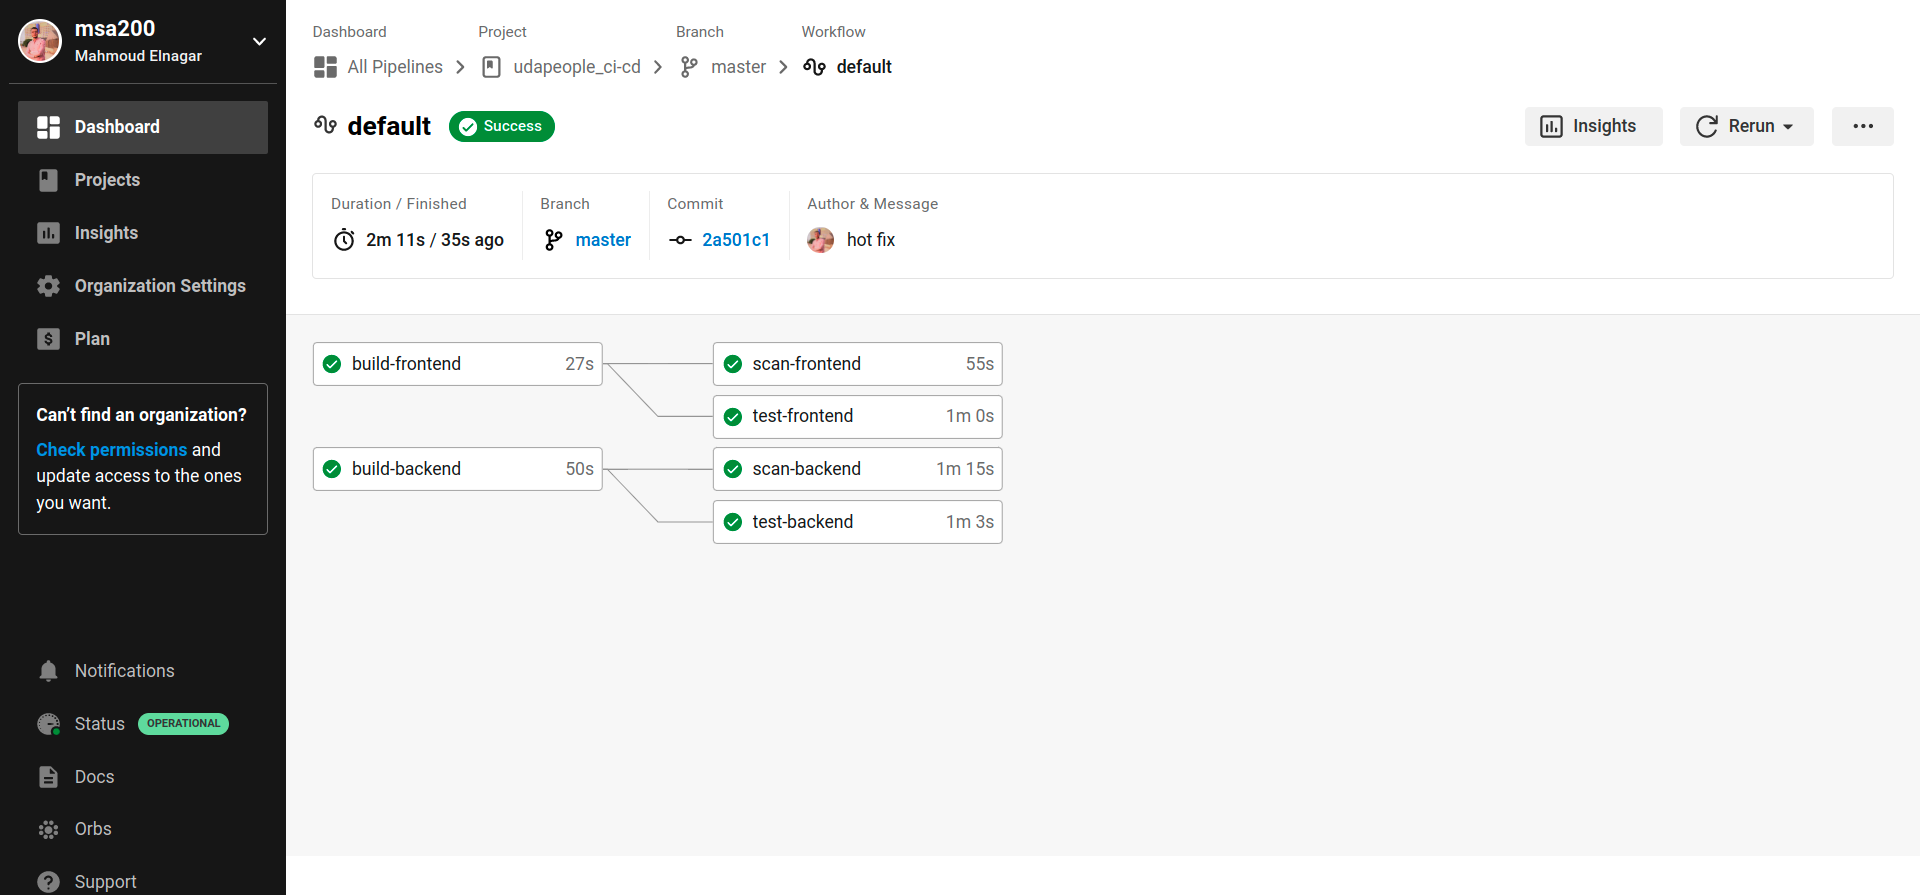 msa200
Mahmoud Elnagar
Dashboard
Projects
Insights
Organization Settings
Plan
Can't find an organization?
Check permissions and
update access to the ones
you want.
Notifications
Status OPERATIONAL
Docs
Orbs
Support
Dashboard Project Branch Workflow
All Pipelines udapeople_ci-cd master default
default Success Insights Rerun
Duration / Finished Branch Commit Author & Message
2m 11s / 35s ago master 2a501c1 hot fix
build-frontend 27s scan-frontend 55s
test-frontend 1m 0s
build-backend 50s scan-backend 1m 15s
test-backend 1m 3s